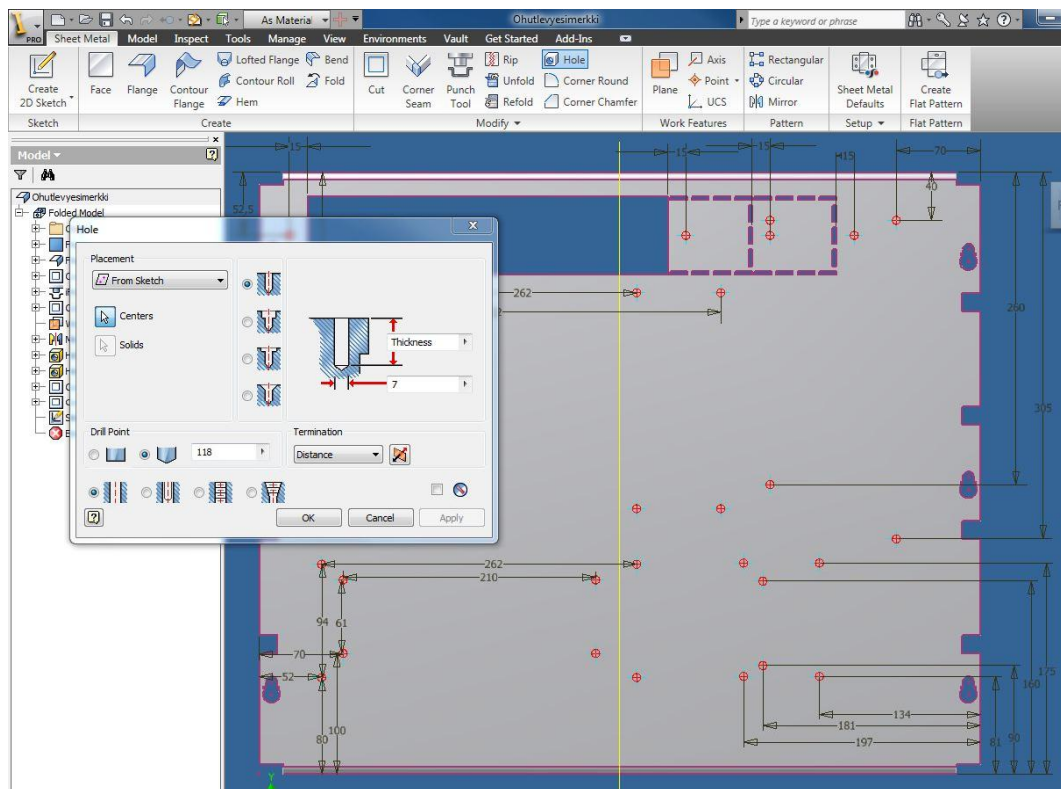 As Material
Ohutlevyesimerkki
Type a keyword or phrase
PRO
Sheet Metal Model Inspect Tools Manage View Environments Vault Get Started Add-Ins
Create
2D Sketch
Face
Flange
Contour
Flange
Lofted Flange
Bend
Contour Roll
Fold
Hem
Cut
Corner
Seam
Punch
Tool
Rip
Hole
Unfold
Corner Round
Refold
Corner Chamfer
Plane
Axis
Point
UCS
Rectangular
Circular
Mirror
Sheet Metal
Defaults
Create
Flat Pattern
Sketch
Create
Modify
Work Features
Pattern
Setup
Flat Pattern
Model
Ohutlevyesimerkki
Folded Model
Hole
Placement
From Sketch
Centers
Solids
Thickness
7
Drill Point
118
Termination
Distance
OK
Cancel
Apply
15
15
15
15
70
40
52,5
262
260
305
262
210
94
61
70
52
80
100
134
181
197
81
90
160
175
Y